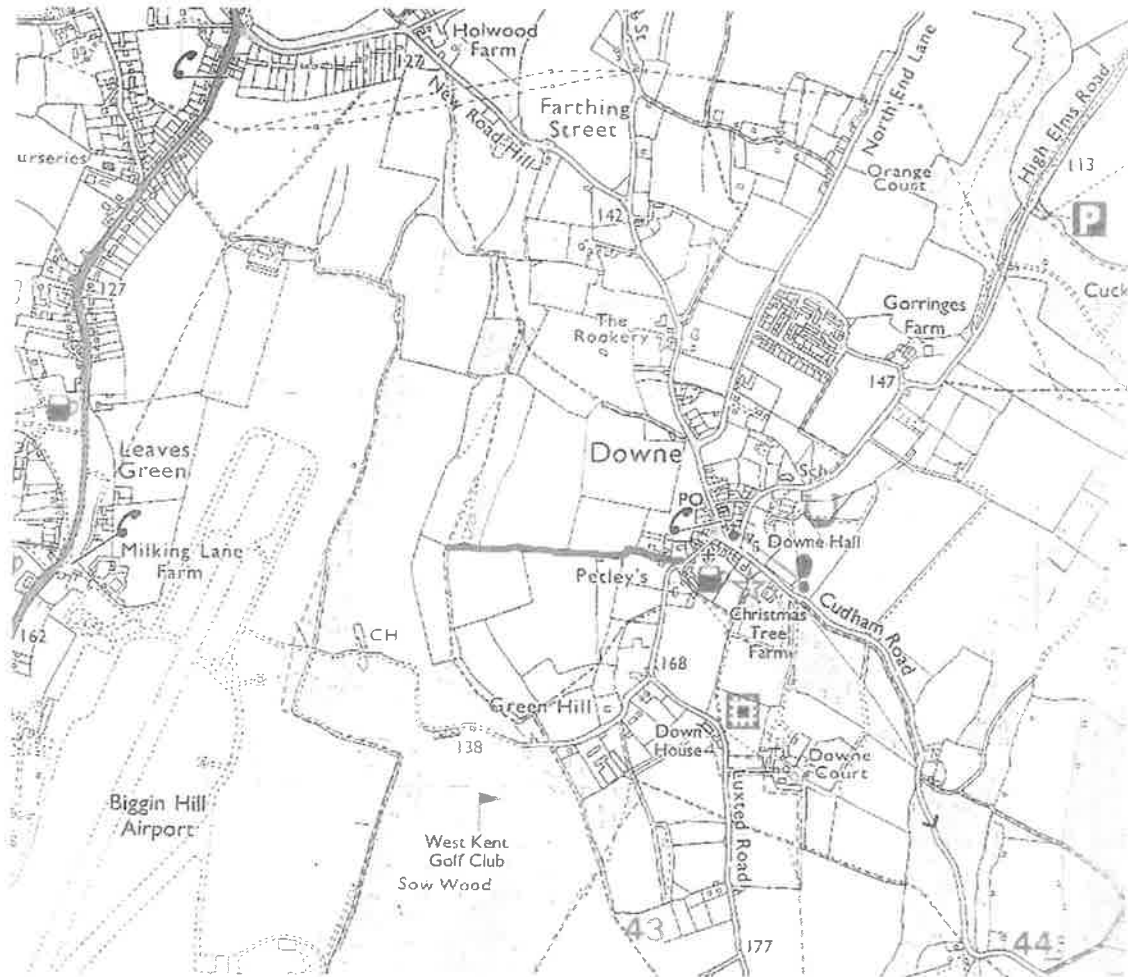 Holwood
Farm
127
New Road Hill
Farthing
Street
St
North End Lane
High Elms Road
113
P
urseries
Orange
Court
142
127
The
Rookery
Gorringes
Farm
Cuck
147
Leaves
Green
Downe
Sch
PO
Milking Lane
Farm
Downe Hall
Petley's
Christmas
Tree
Farm
Cudham Road
162
CH
168
Green Hill
138
Down
House
Downe
Court
Luxted Road
Biggin Hill
Airport
West Kent
Golf Club
Sow Wood
43
177
44